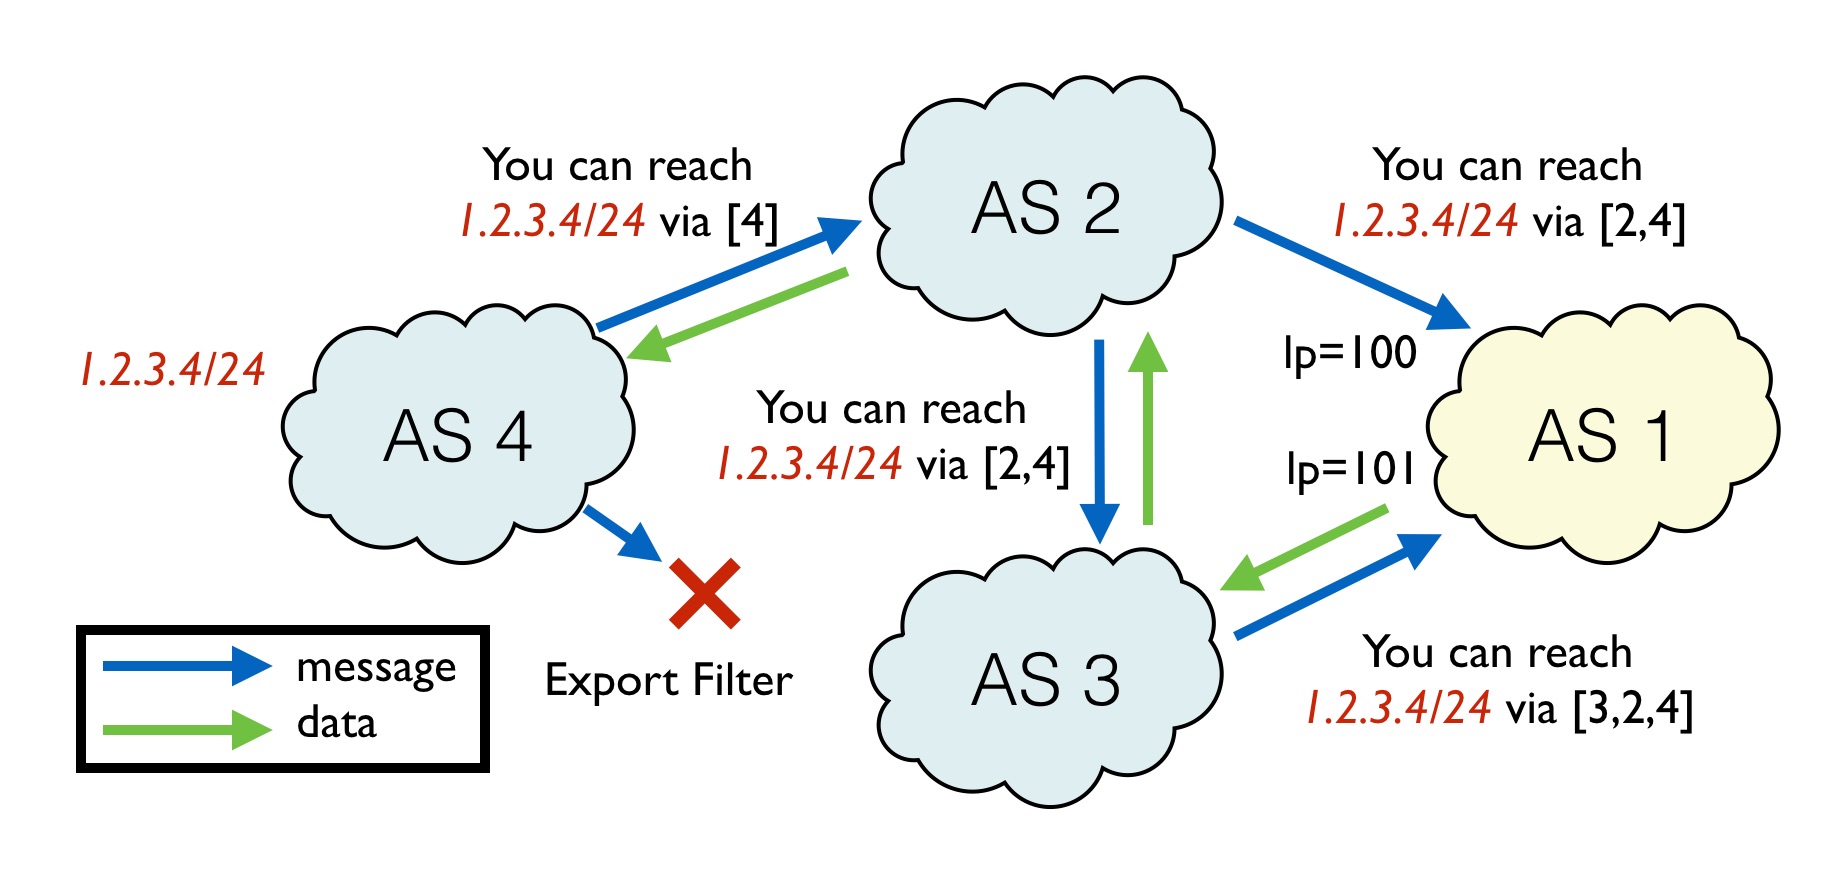 You can reach
1.2.3.4/24 via [4]
AS 2
You can reach
1.2.3.4/24 via [2,4]
1.2.3.4/24
AS 4
You can reach
1.2.3.4/24 via [2,4]
lp=100
lp=101
AS 1
Export Filter
AS 3
You can reach
1.2.3.4/24 via [3,2,4]
message
data